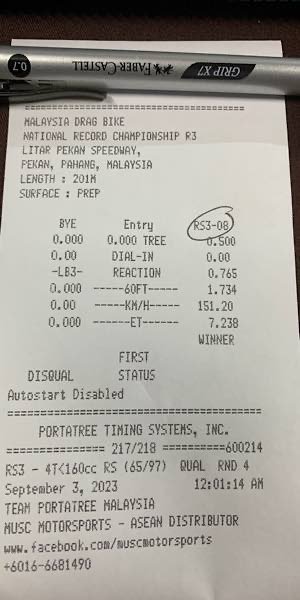 0.7 FABER-CASTELL GRIP X7
MALAYSIA DRAG BIKE
NATIONAL RECORD CHAMPIONSHIP R3
LITAR PEKAN SPEEDWAY,
PEKAN, PAHANG, MALAYSIA
LENGTH : 201M
SURFACE : PREP
BYE Entry RS3-08
0.000 0.000 TREE 0.500
0.00 DIAL-IN 0.00
-LB3- REACTION 0.765
0.000 ------60FT----- 1.734
0.00 ------KM/H----- 151.20
0.000 ------ET----- 7.238
WINNER
FIRST
DISQUAL STATUS
Autostart Disabled
==========================================
PORTATREE TIMING SYSTEMS, INC.
=============== 217/218 ==========600214
RS3 - 4T<160cc RS (65/97) QUAL RND 4
September 3, 2023 12:01:14 AM
TEAM PORTATREE MALAYSIA
MUSC MOTORSPORTS - ASEAN DISTRIBUTOR
www.facebook.com/muscmotorsports
+6016-6681490